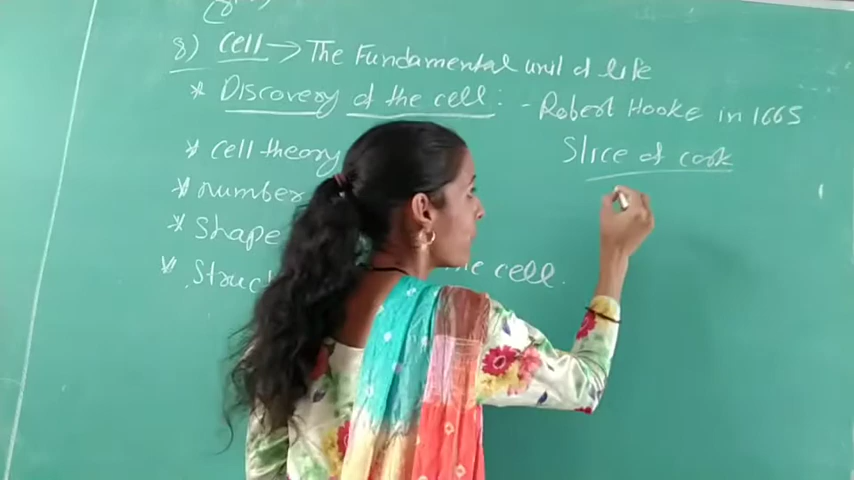 8) Cell → The Fundamental unit of life
* Discovery of the cell : - Robert Hooke in 1665
Slice of cork
* Cell theory
* number
* Shape
* Struct cell.